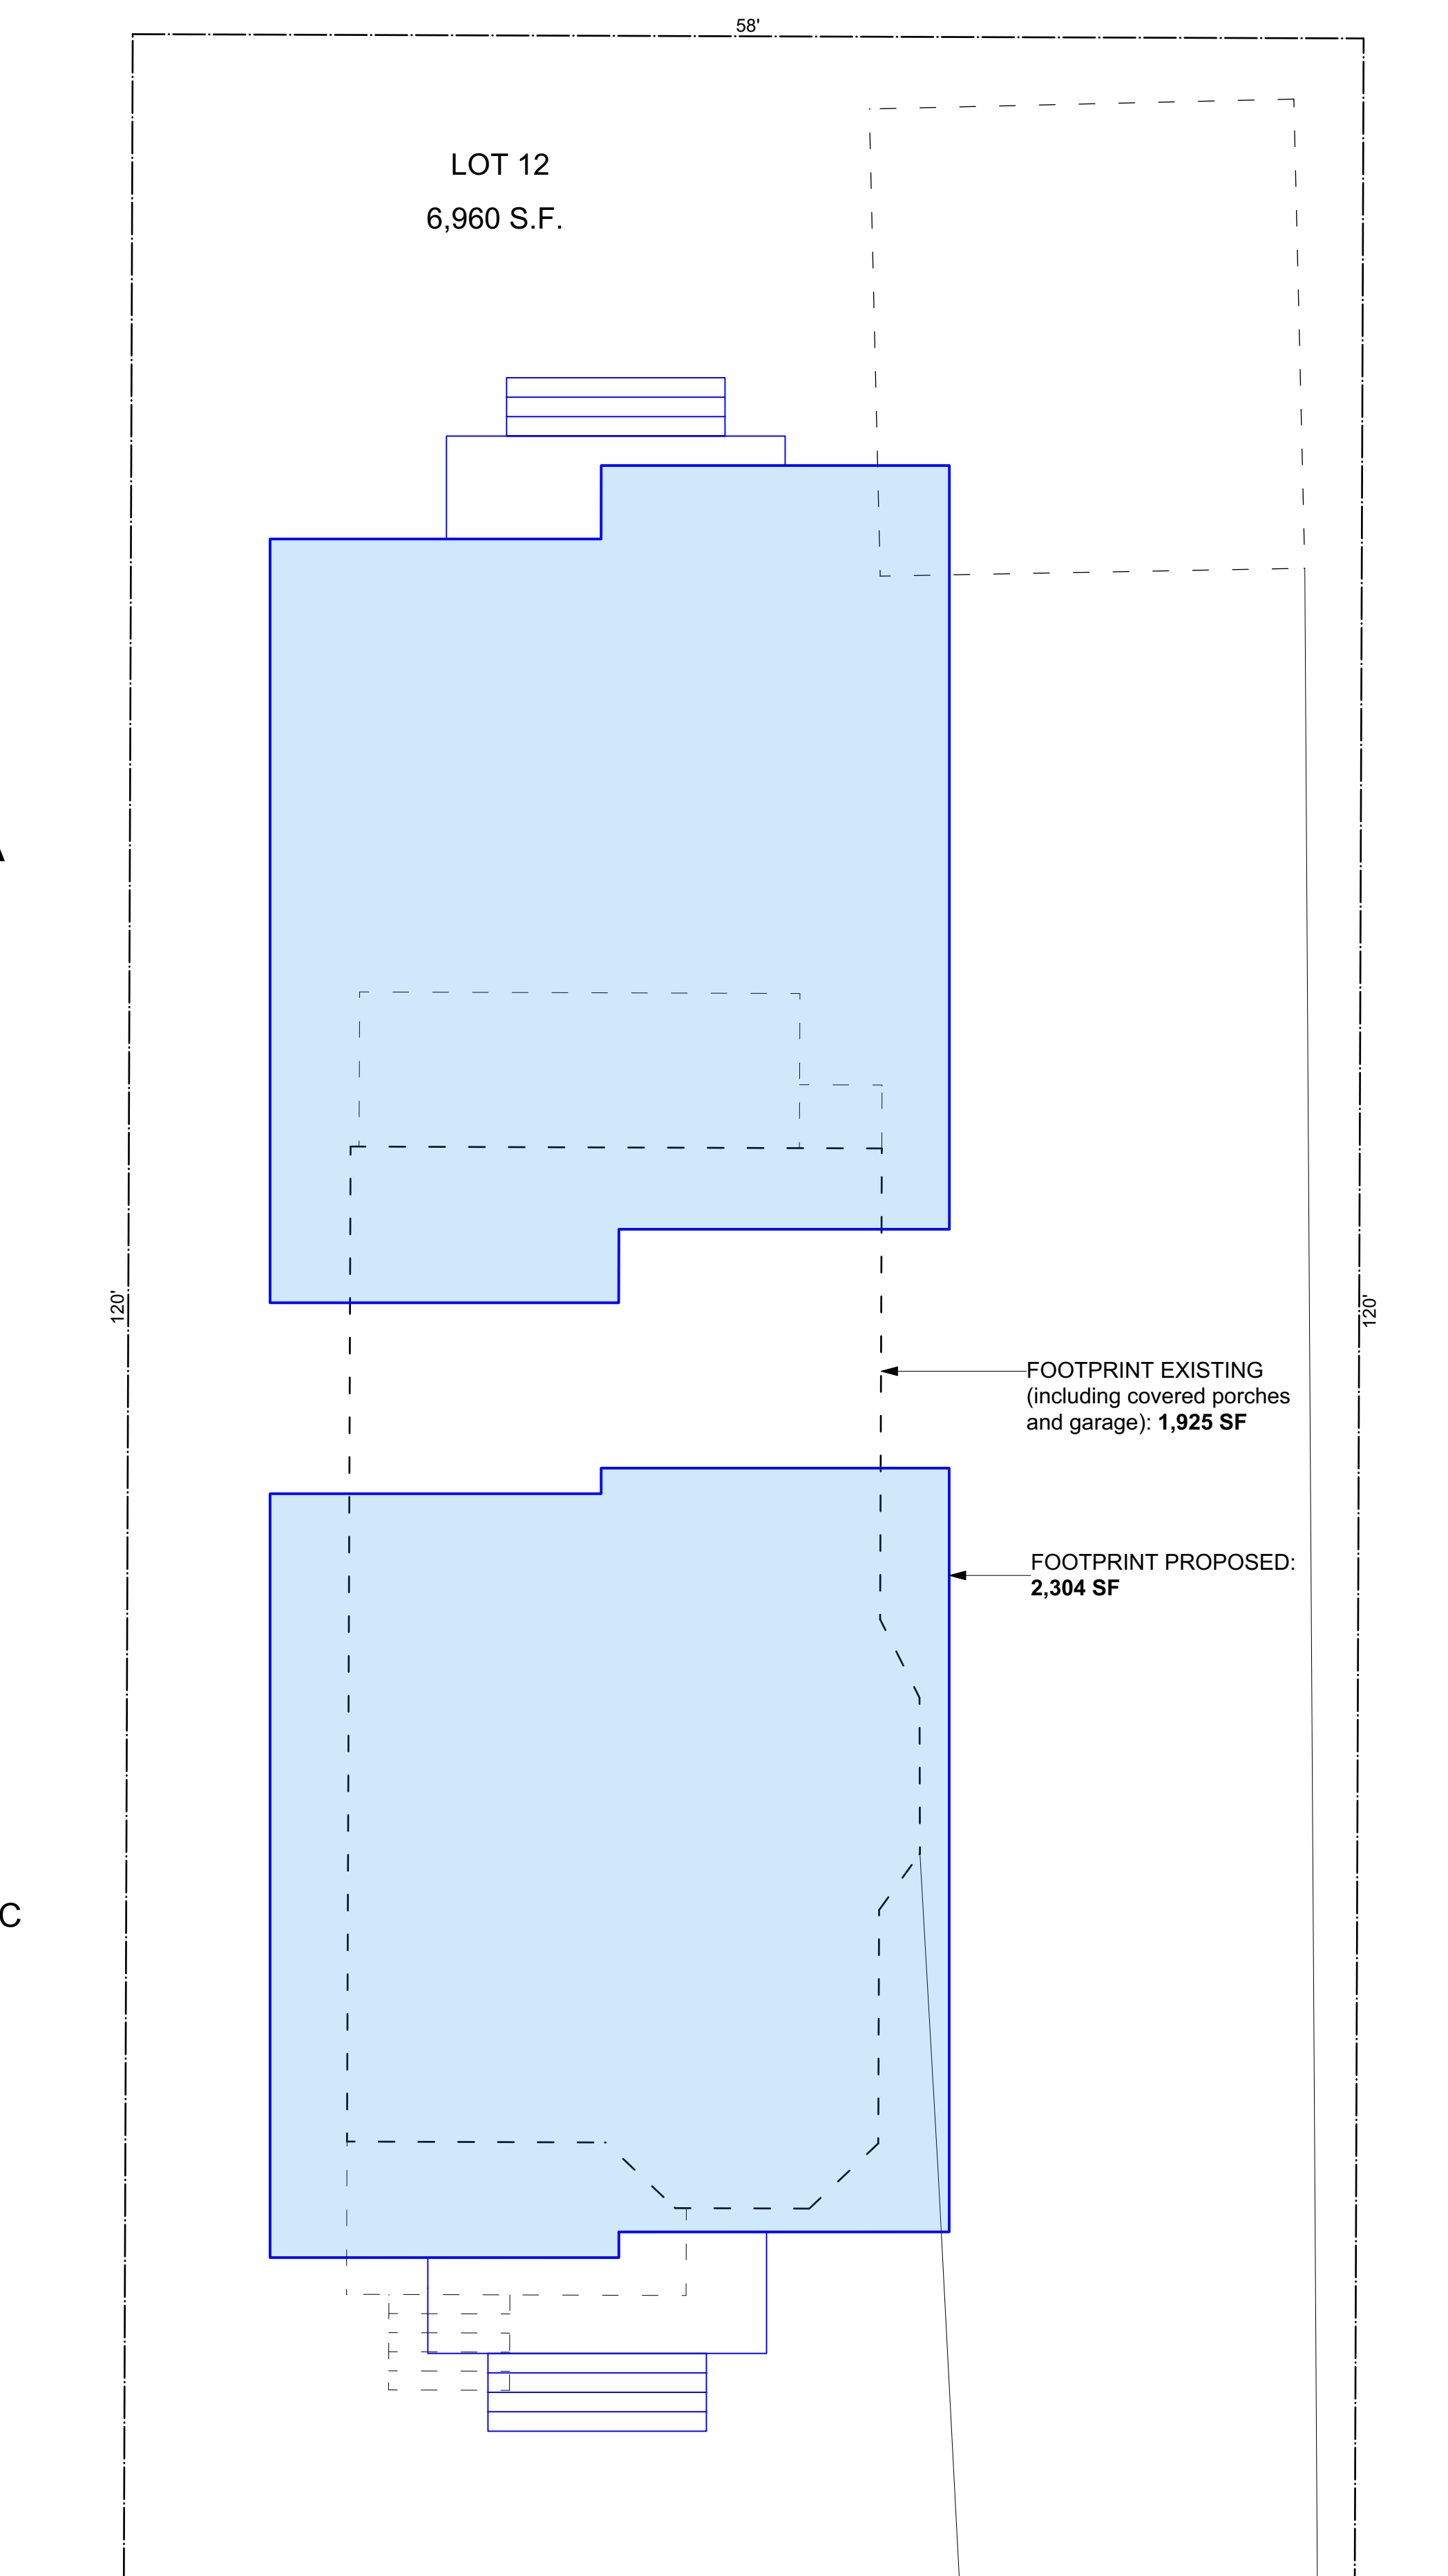 58'
LOT 12
6,960 S.F.
120'
120'
FOOTPRINT EXISTING
(including covered porches
and garage): 1,925 SF
FOOTPRINT PROPOSED:
2,304 SF
C